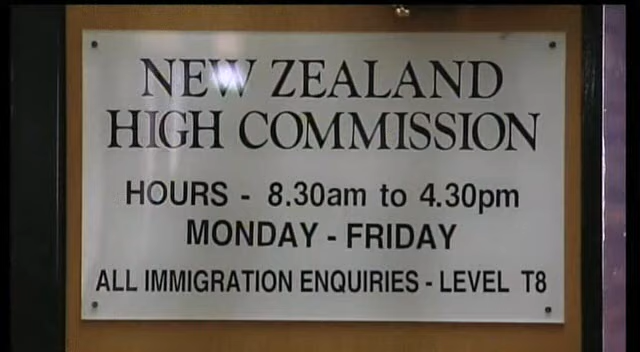 NEW ZEALAND
HIGH COMMISSION
HOURS - 8.30am to 4.30pm
MONDAY - FRIDAY
ALL IMMIGRATION ENQUIRIES - LEVEL T8